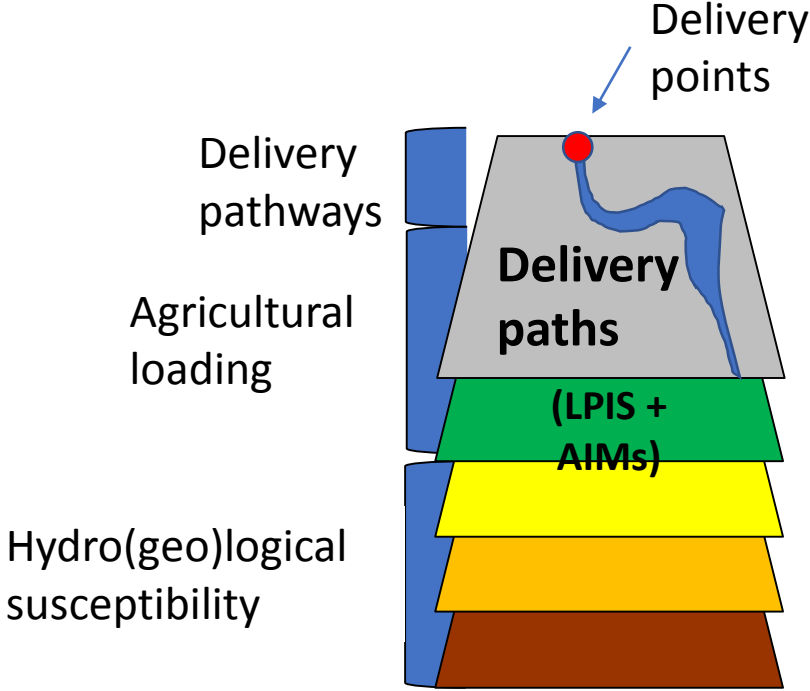 Delivery
points
Delivery
pathways
Delivery
paths
Agricultural
loading
(LPIS +
AIMs)
Hydro(geo)logical
susceptibility